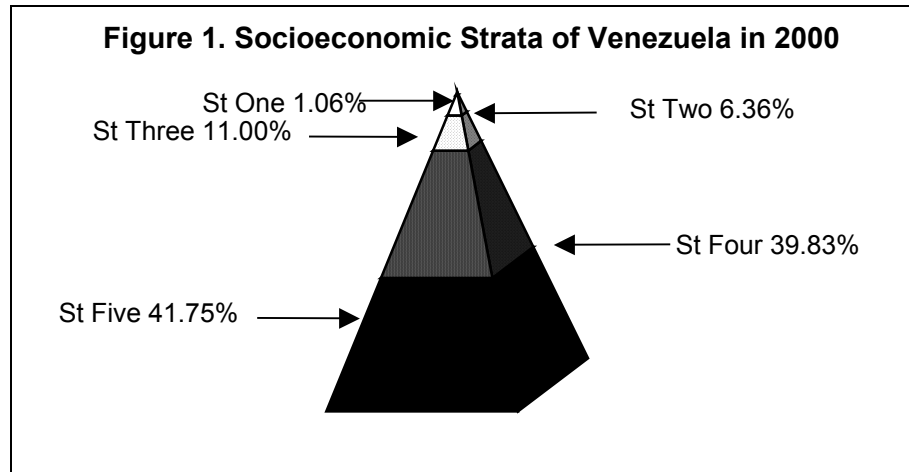 Figure 1. Socioeconomic Strata of Venezuela in 2000
St One 1.06%
St Two 6.36%
St Three 11.00%
St Four 39.83%
St Five 41.75%